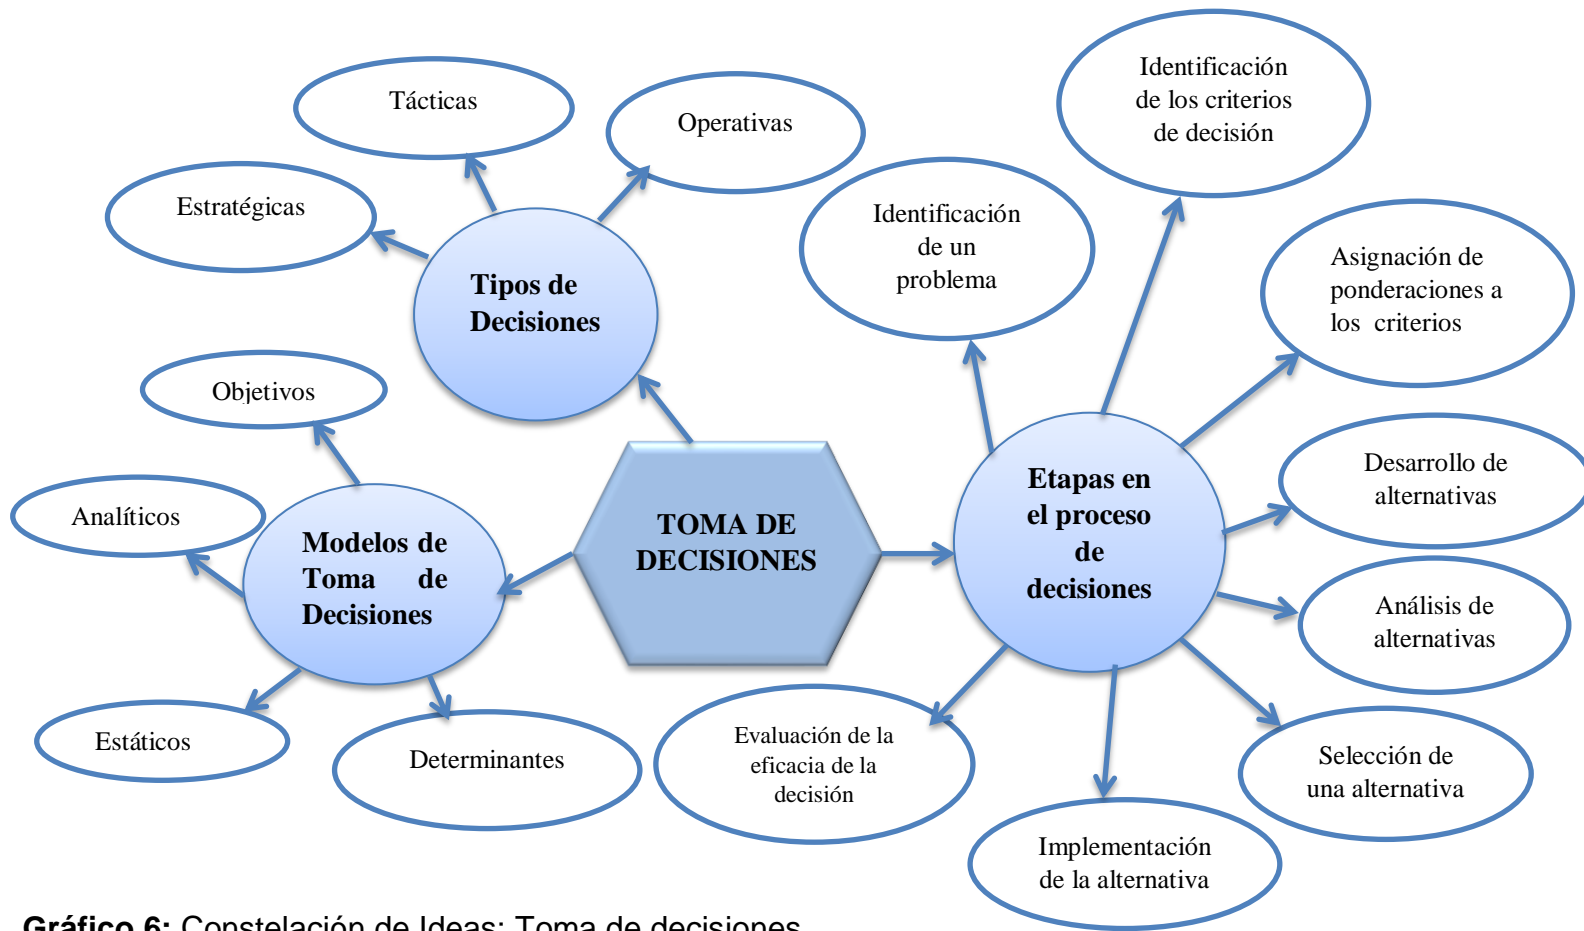 Tácticas
Operativas
Estratégicas
Tipos de
Decisiones
Objetivos
Analíticos
Modelos de
Toma de
Decisiones
Estáticos
Determinantes
TOMA DE
DECISIONES
Etapas en
el proceso
de
decisiones
Identificación
de un
problema
Identificación
de los criterios
de decisión
Asignación de
ponderaciones a
los criterios
Desarrollo de
alternativas
Análisis de
alternativas
Selección de
una alternativa
Implementación
de la alternativa
Evaluación de la
eficacia de la
decisión
Gráfico 6: Constelación de Ideas: Toma de decisiones